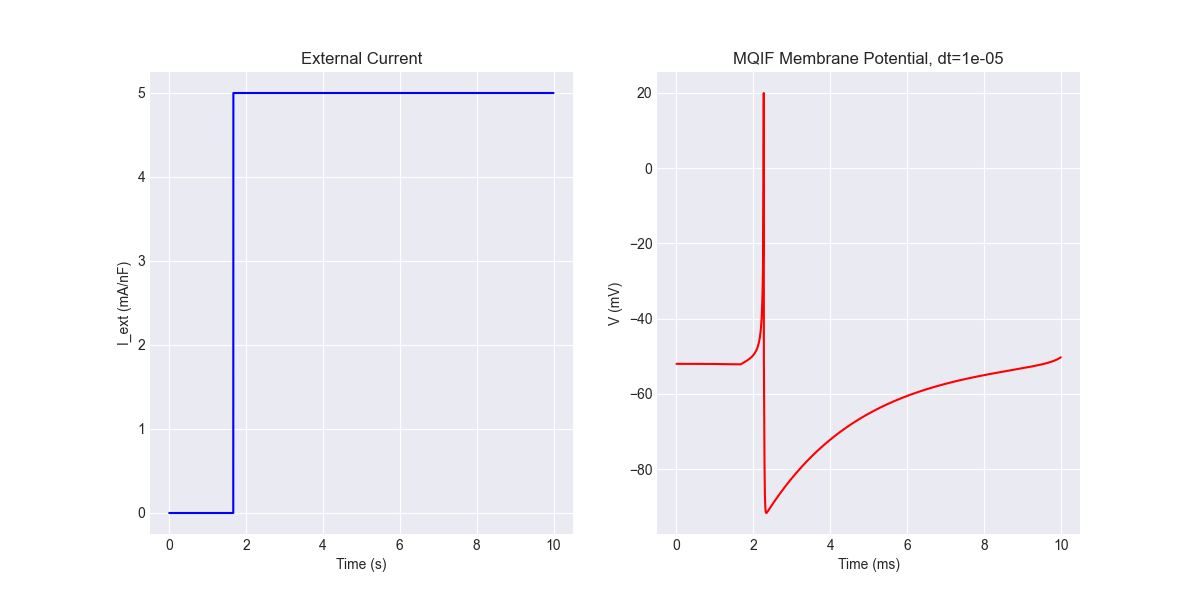 External Current
5
4
3
2
1
0
I_ext (mA/nF)
0 2 4 6 8 10
Time (s)
MQIF Membrane Potential, dt=1e-05
20
0
−20
−40
−60
−80
V (mV)
0 2 4 6 8 10
Time (ms)